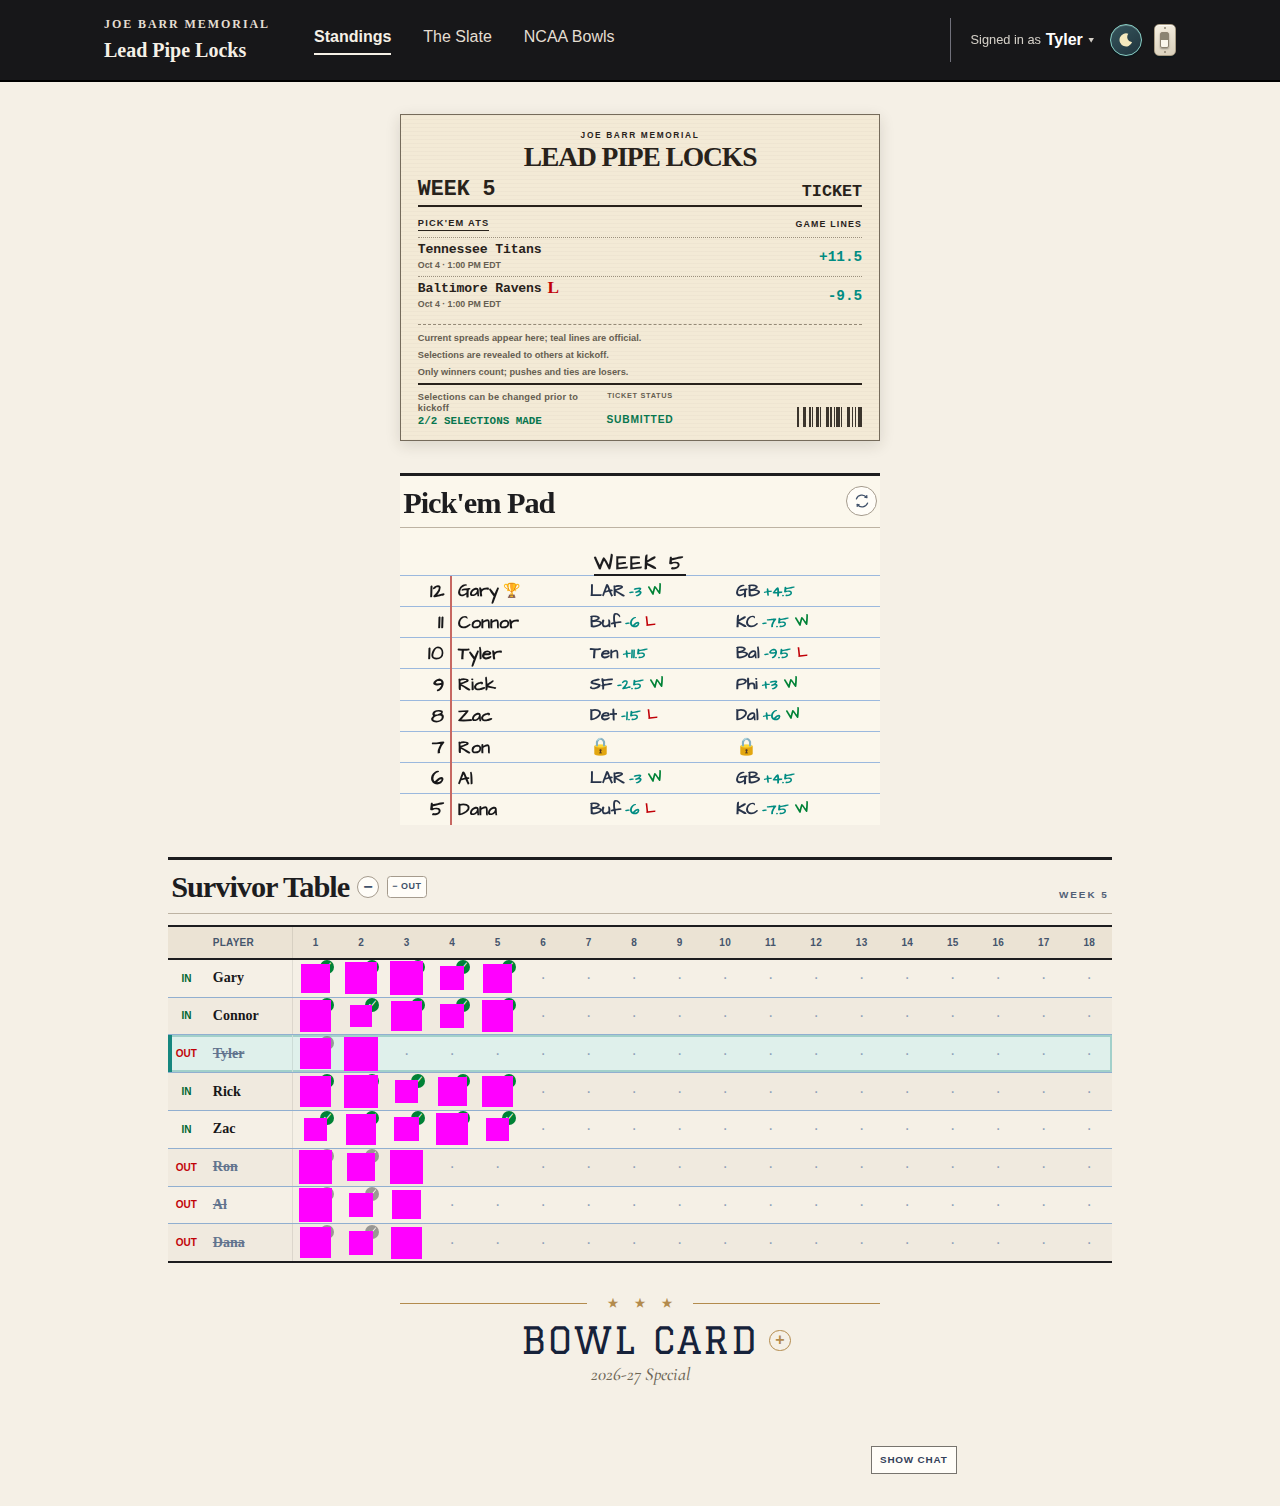 JOE BARR MEMORIAL
Lead Pipe Locks
Standings The Slate NCAA Bowls
Signed in as Tyler ▾
JOE BARR MEMORIAL
LEAD PIPE LOCKS
WEEK 5 TICKET
PICK'EM ATS GAME LINES
Tennessee Titans +11.5
Oct 4 · 1:00 PM EDT
Baltimore Ravens L -9.5
Oct 4 · 1:00 PM EDT
Current spreads appear here; teal lines are official.
Selections are revealed to others at kickoff.
Only winners count; pushes and ties are losers.
Selections can be changed prior to kickoff
2/2 SELECTIONS MADE
TICKET STATUS
SUBMITTED
Pick'em Pad
WEEK 5
12 Gary 🏆 LAR -3 W GB +4.5
11 Connor Buf -6 L KC -7.5 W
10 Tyler Ten +11.5 Bal -9.5 L
9 Rick SF -2.5 W Phi +3 W
8 Zac Det -1.5 L Dal +6 W
7 Ron 🔒 🔒
6 Al LAR -3 W GB +4.5
5 Dana Buf -6 L KC -7.5 W
Survivor Table − − OUT WEEK 5
PLAYER 1 2 3 4 5 6 7 8 9 10 11 12 13 14 15 16 17 18
IN Gary · · · · · · · · · · · · ·
IN Connor · · · · · · · · · · · · ·
OUT Tyler · · · · · · · · · · · · · · · ·
IN Rick · · · · · · · · · · · · ·
IN Zac · · · · · · · · · · · · ·
OUT Ron · · · · · · · · · · · · · · ·
OUT Al · · · · · · · · · · · · · · ·
OUT Dana · · · · · · · · · · · · · · ·
★ ★ ★
BOWL CARD +
2026-27 Special
SHOW CHAT